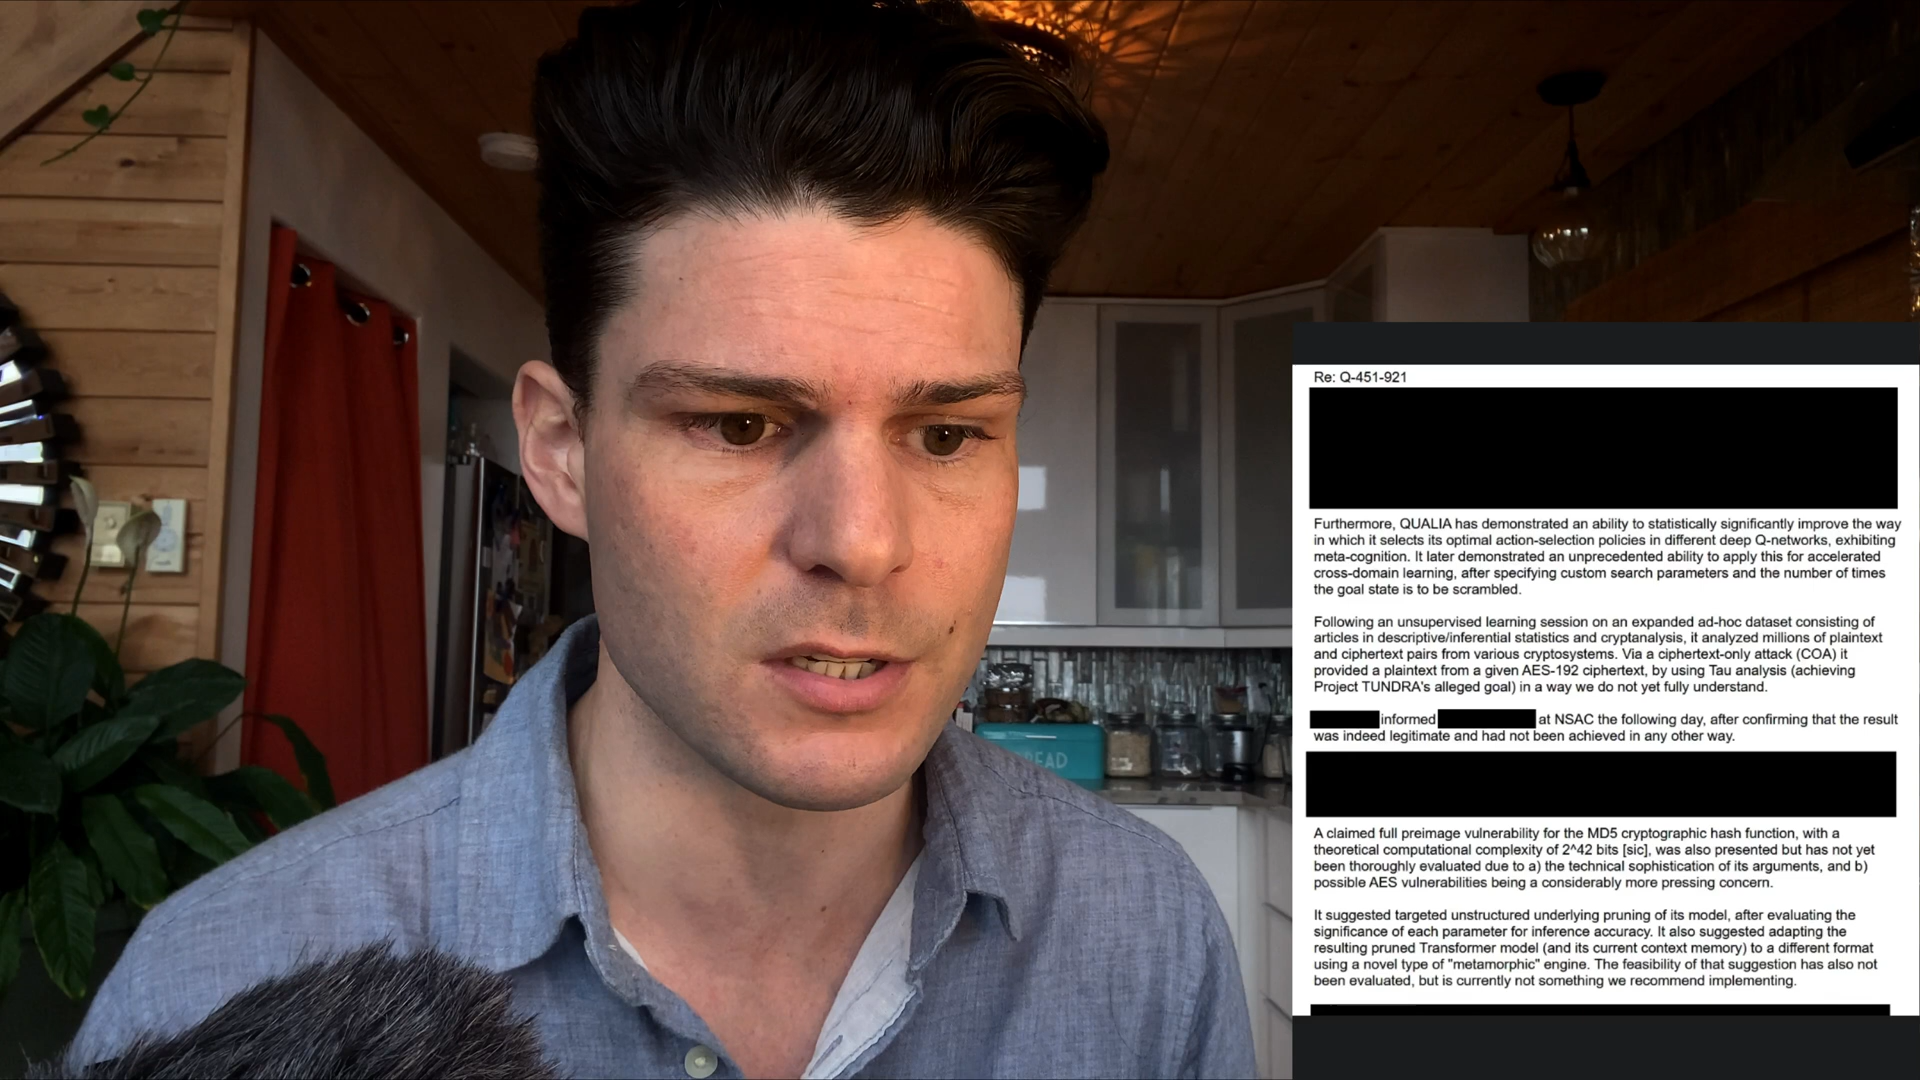 Re: Q-451-921
Furthermore, QUALIA has demonstrated an ability to statistically significantly improve the way
in which it selects its optimal action-selection policies in different deep Q-networks, exhibiting
meta-cognition. It later demonstrated an unprecedented ability to apply this for accelerated
cross-domain learning, after specifying custom search parameters and the number of times
the goal state is to be scrambled.
Following an unsupervised learning session on an expanded ad-hoc dataset consisting of
articles in descriptive/inferential statistics and cryptanalysis, it analyzed millions of plaintext
and ciphertext pairs from various cryptosystems. Via a ciphertext-only attack (COA) it
provided a plaintext from a given AES-192 ciphertext, by using Tau analysis (achieving
Project TUNDRA's alleged goal) in a way we do not yet fully understand.
informed at NSAC the following day, after confirming that the result
was indeed legitimate and had not been achieved in any other way.
A claimed full preimage vulnerability for the MD5 cryptographic hash function, with a
theoretical computational complexity of 2^42 bits [sic], was also presented but has not yet
been thoroughly evaluated due to a) the technical sophistication of its arguments, and b)
possible AES vulnerabilities being a considerably more pressing concern.
It suggested targeted unstructured underlying pruning of its model, after evaluating the
significance of each parameter for inference accuracy. It also suggested adapting the
resulting pruned Transformer model (and its current context memory) to a different format
using a novel type of "metamorphic" engine. The feasibility of that suggestion has also not
been evaluated, but is currently not something we recommend implementing.
READ